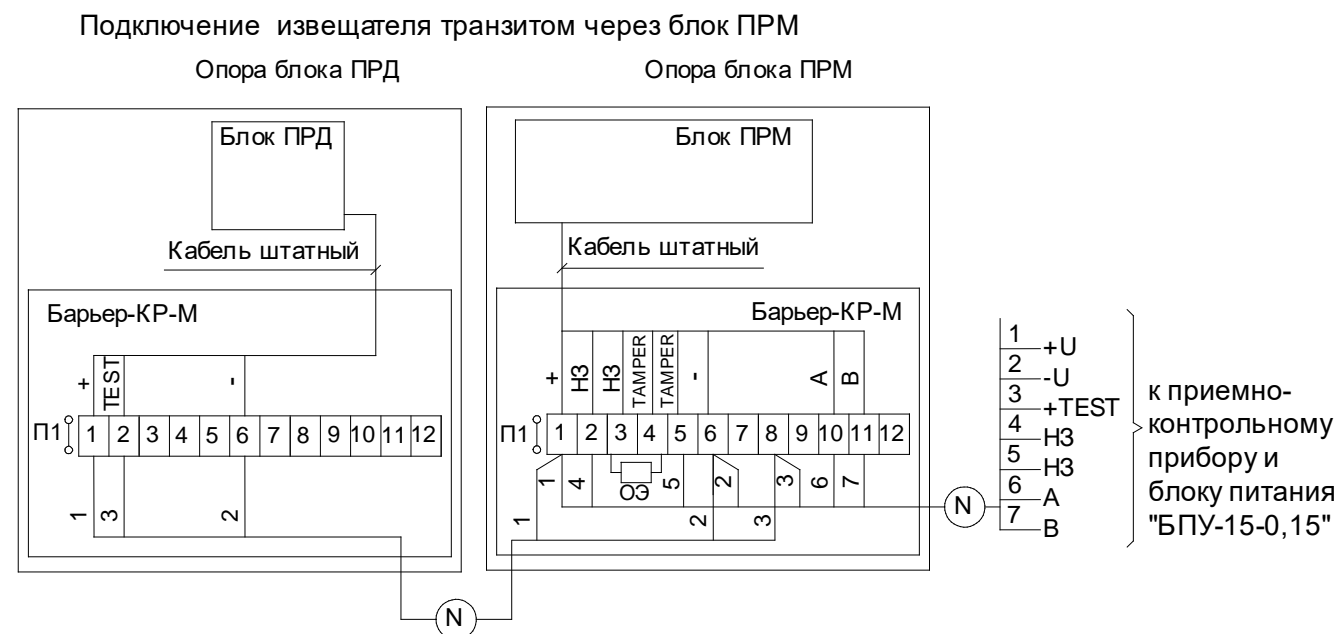 Подключение извещателя транзитом через блок ПРМ
Опора блока ПРД
Опора блока ПРМ
Блок ПРД
Кабель штатный
Барьер-КР-М
+
TEST
-
П1
1 2 3 4 5 6 7 8 9 10 11 12
1
3
2
N
Блок ПРМ
Кабель штатный
Барьер-КР-М
+
НЗ
НЗ
TAMPER
TAMPER
-
A
B
П1
1 2 3 4 5 6 7 8 9 10 11 12
1
4
ОЭ
5
2
3
6
7
1
2
3
N
1 +U
2 -U
3 +TEST
4 НЗ
5 НЗ
6 A
7 B
к приемно-
контрольному
прибору и
блоку питания
"БПУ-15-0,15"